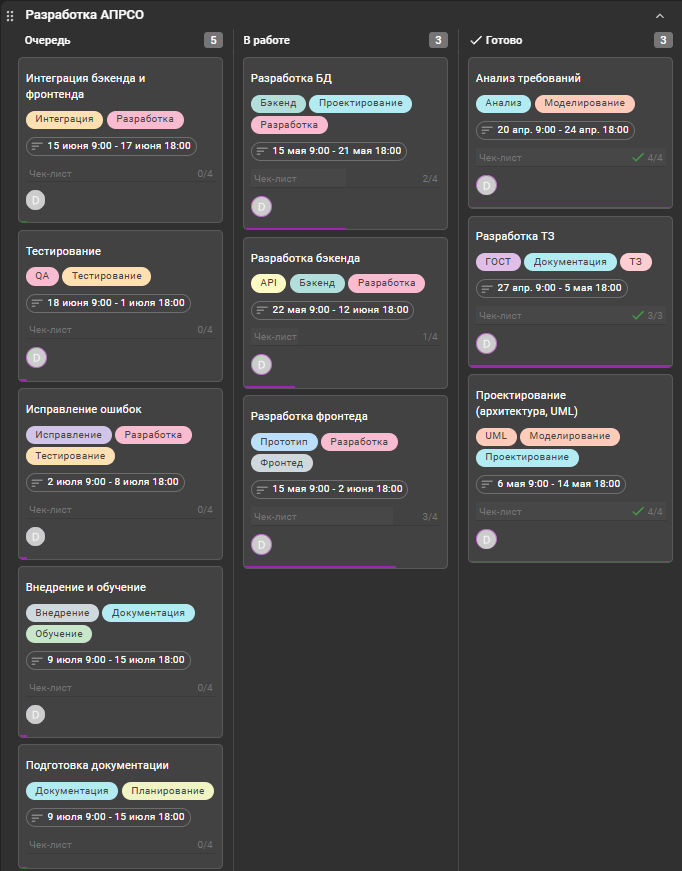 Разработка АПРСО
Очередь 5
Интеграция бэкенда и
фронтенда
Интеграция Разработка
15 июня 9:00 - 17 июня 18:00
Чек-лист 0/4
D
Тестирование
QA Тестирование
18 июня 9:00 - 1 июля 18:00
Чек-лист 0/4
D
Исправление ошибок
Исправление Разработка
Тестирование
2 июля 9:00 - 8 июля 18:00
Чек-лист 0/4
D
Внедрение и обучение
Внедрение Документация
Обучение
9 июля 9:00 - 15 июля 18:00
Чек-лист 0/4
D
Подготовка документации
Документация Планирование
9 июля 9:00 - 15 июля 18:00
Чек-лист 0/4
В работе 3
Разработка БД
Бэкенд Проектирование
Разработка
15 мая 9:00 - 21 мая 18:00
Чек-лист 2/4
D
Разработка бэкенда
API Бэкенд Разработка
22 мая 9:00 - 12 июня 18:00
Чек-лист 1/4
D
Разработка фронтеда
Прототип Разработка
Фронтед
15 мая 9:00 - 2 июня 18:00
Чек-лист 3/4
D
Готово 3
Анализ требований
Анализ Моделирование
20 апр. 9:00 - 24 апр. 18:00
Чек-лист 4/4
D
Разработка ТЗ
ГОСТ Документация ТЗ
27 апр. 9:00 - 5 мая 18:00
Чек-лист 3/3
D
Проектирование
(архитектура, UML)
UML Моделирование
Проектирование
6 мая 9:00 - 14 мая 18:00
Чек-лист 4/4
D